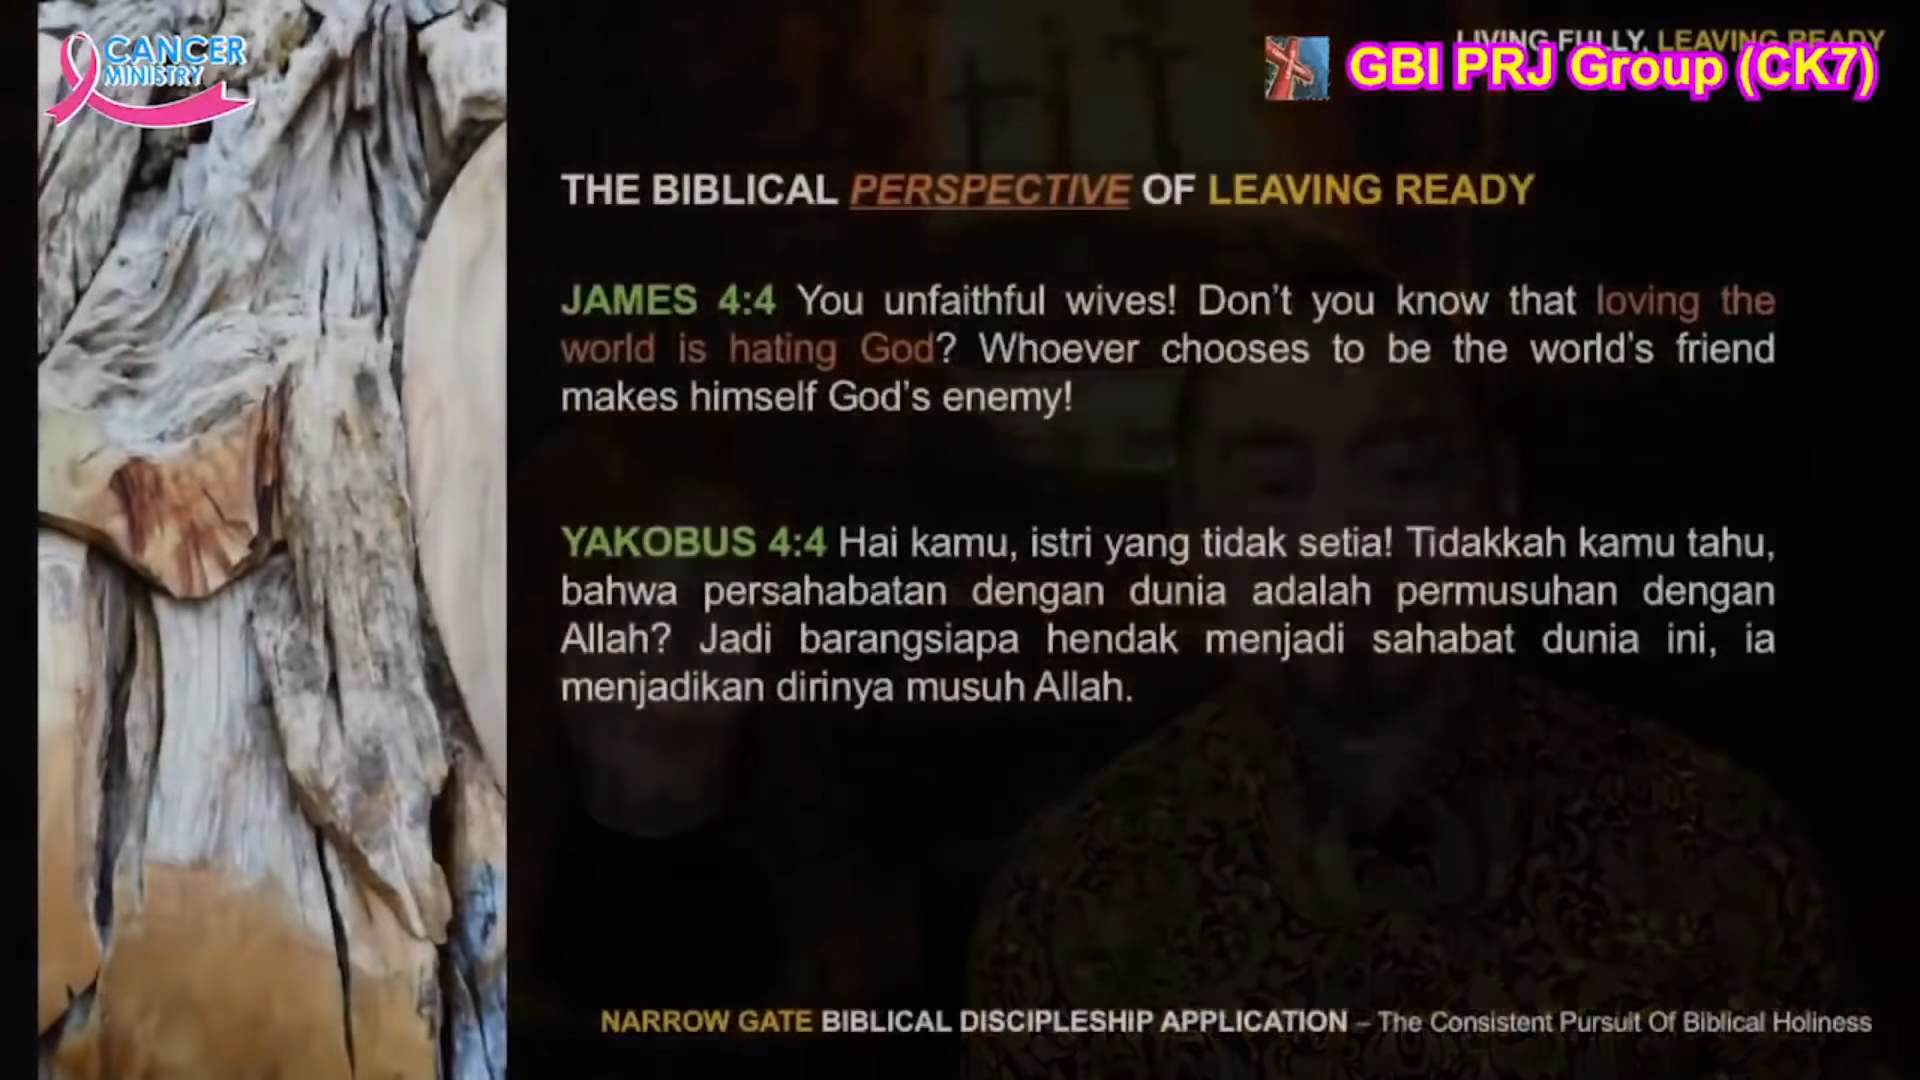 CANCER
MINISTRY
LIVING FULLY, LEAVING READY
GBI PRJ Group (CK7)
THE BIBLICAL PERSPECTIVE OF LEAVING READY
JAMES 4:4 You unfaithful wives! Don’t you know that loving the
world is hating God? Whoever chooses to be the world’s friend
makes himself God’s enemy!
YAKOBUS 4:4 Hai kamu, istri yang tidak setia! Tidakkah kamu tahu,
bahwa persahabatan dengan dunia adalah permusuhan dengan
Allah? Jadi barangsiapa hendak menjadi sahabat dunia ini, ia
menjadikan dirinya musuh Allah.
NARROW GATE BIBLICAL DISCIPLESHIP APPLICATION – The Consistent Pursuit Of Biblical Holiness